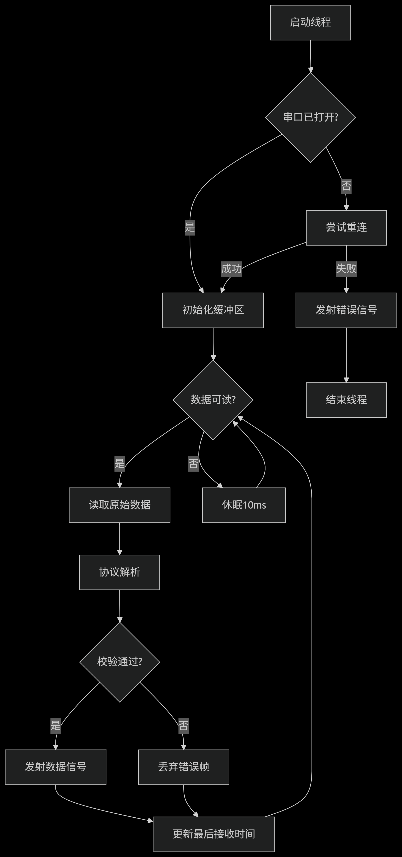 启动线程
串口已打开?
否
是
尝试重连
成功
失败
初始化缓冲区
发射错误信号
数据可读?
结束线程
是
否
读取原始数据
休眠10ms
协议解析
校验通过?
是
否
发射数据信号
丢弃错误帧
更新最后接收时间